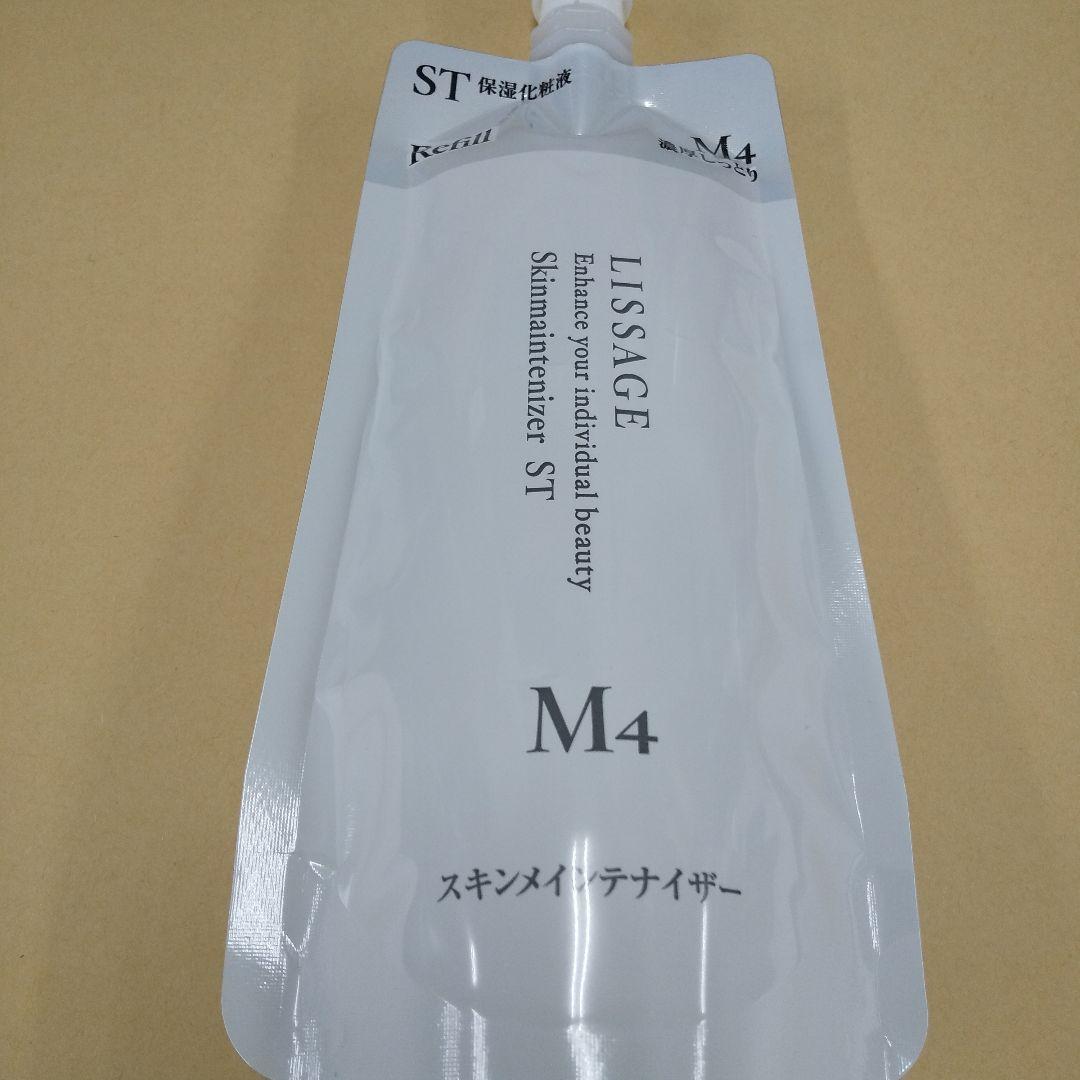 ST 保湿化粧液
Refill
M4
濃厚しっとり
LISSAGE
Enhance your individual beauty
Skinmaintenizer ST
M4
スキンメインテナイザー